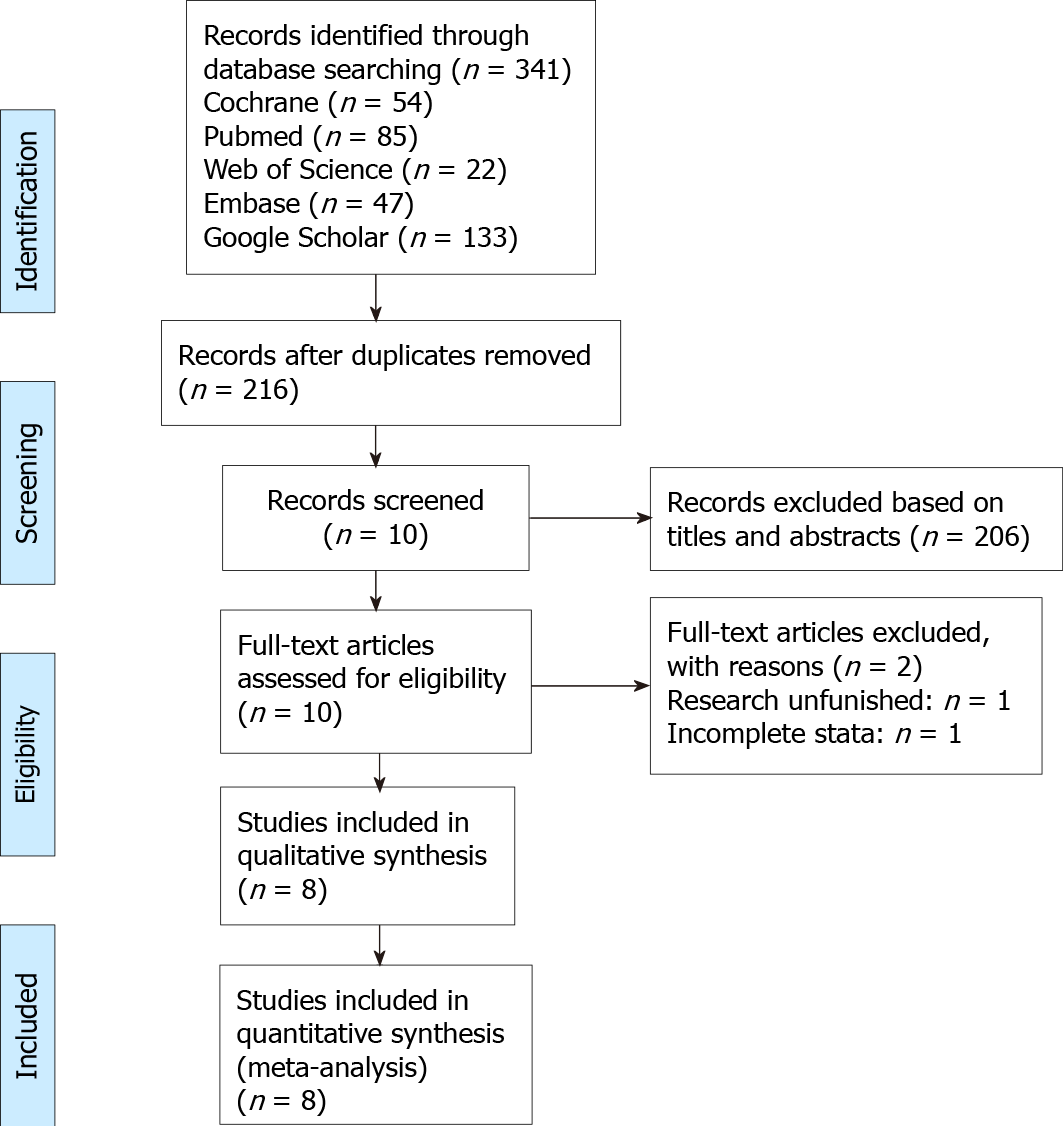 Identification
Records identified through
database searching (n = 341)
Cochrane (n = 54)
Pubmed (n = 85)
Web of Science (n = 22)
Embase (n = 47)
Google Scholar (n = 133)
Records after duplicates removed
(n = 216)
Screening
Records screened
(n = 10)
Records excluded based on
titles and abstracts (n = 206)
Eligibility
Full-text articles
assessed for eligibility
(n = 10)
Full-text articles excluded,
with reasons (n = 2)
Research unfunished: n = 1
Incomplete stata: n = 1
Studies included in
qualitative synthesis
(n = 8)
Included
Studies included in
quantitative synthesis
(meta-analysis)
(n = 8)